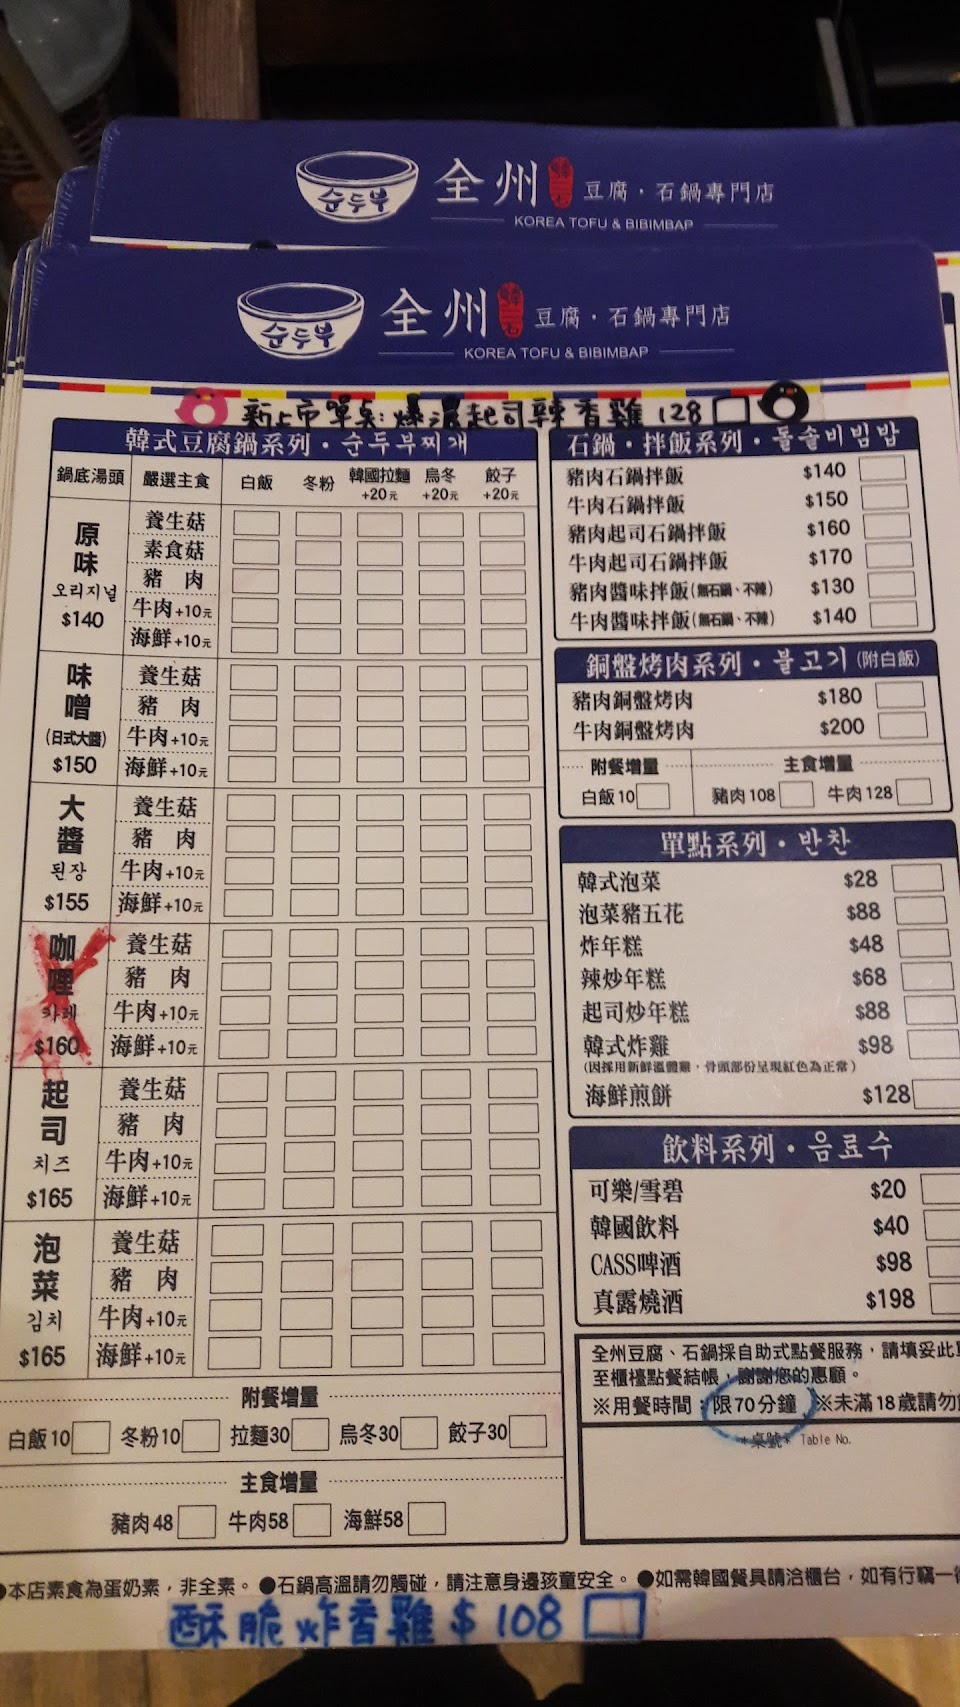 순두부 全州 韓石 豆腐．石鍋專門店
KOREA TOFU & BIBIMBAP
순두부 全州 韓石 豆腐．石鍋專門店
KOREA TOFU & BIBIMBAP
新上市單点:爆漿起司辣香雞 128
韓式豆腐鍋系列．순두부찌개
鍋底湯頭 嚴選主食 白飯 冬粉 韓國拉麵+20元 烏冬+20元 餃子+20元
原味 오리지널 $140
養生菇
素食菇
豬 肉
牛肉+10元
海鮮+10元
味噌 (日式大醬) $150
養生菇
豬 肉
牛肉+10元
海鮮+10元
大醬 된장 $155
養生菇
豬 肉
牛肉+10元
海鮮+10元
咖哩 카레 $160
養生菇
豬 肉
牛肉+10元
海鮮+10元
起司 치즈 $165
養生菇
豬 肉
牛肉+10元
海鮮+10元
泡菜 김치 $165
養生菇
豬 肉
牛肉+10元
海鮮+10元
附餐增量
白飯10 冬粉10 拉麵30 烏冬30 餃子30
主食增量
豬肉48 牛肉58 海鮮58
石鍋．拌飯系列．돌솥비빔밥
豬肉石鍋拌飯 $140
牛肉石鍋拌飯 $150
豬肉起司石鍋拌飯 $160
牛肉起司石鍋拌飯 $170
豬肉醬味拌飯(無石鍋、不辣) $130
牛肉醬味拌飯(無石鍋、不辣) $140
銅盤烤肉系列．불고기(附白飯)
豬肉銅盤烤肉 $180
牛肉銅盤烤肉 $200
附餐增量 主食增量
白飯10 豬肉108 牛肉128
單點系列．반찬
韓式泡菜 $28
泡菜豬五花 $88
炸年糕 $48
辣炒年糕 $68
起司炒年糕 $88
韓式炸雞 $98
(因採用新鮮溫體雞，骨頭部份呈現紅色為正常)
海鮮煎餅 $128
飲料系列．음료수
可樂/雪碧 $20
韓國飲料 $40
CASS啤酒 $98
真露燒酒 $198
全州豆腐、石鍋採自助式點餐服務，請填妥此
至櫃檯點餐結帳，謝謝您的惠顧。
※用餐時間：限70分鐘 ※未滿18歲請勿
*桌號* Table No.
●本店素食為蛋奶素，非全素。●石鍋高溫請勿觸碰，請注意身邊孩童安全。●如需韓國餐具請洽櫃台，如有行竊一
酥脆炸香雞$108